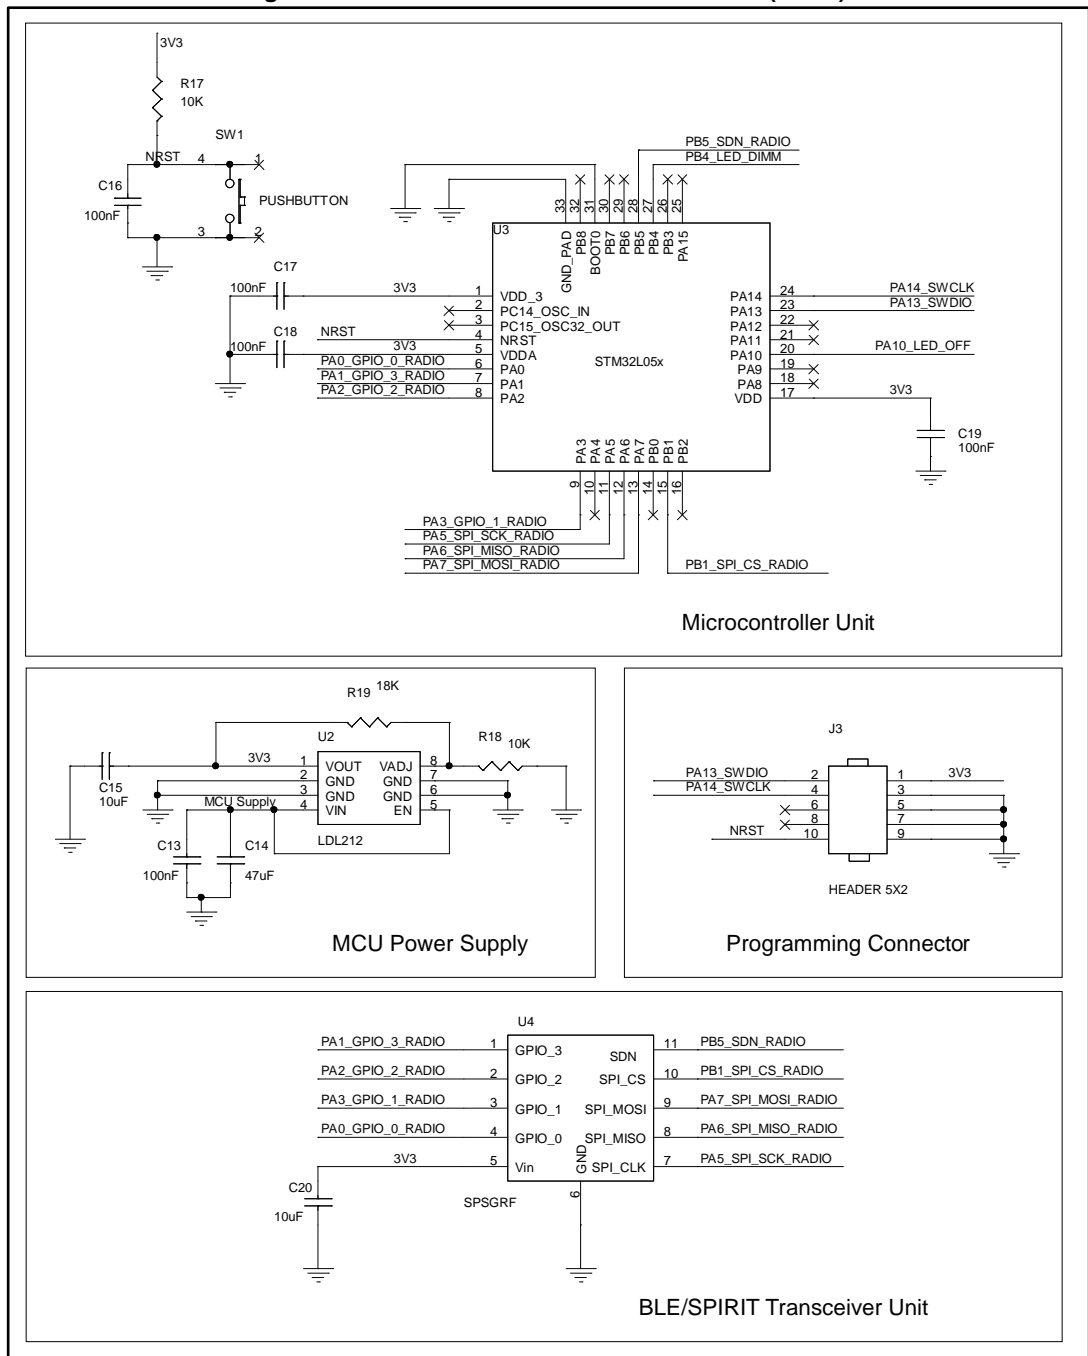 3V3
R17
10K
SW1
NRST 4 1
C16
100nF
PUSHBUTTON
3 2
PB5_SDN_RADIO
PB4_LED_DIMM
33 32 31 30 29 28 27 26 25
U3
GND_PAD PB8 BOOT0 PB7 PB6 PB5 PB4 PB3 PA15
C17
100nF 3V3 1 VDD_3
2 PC14_OSC_IN
3 PC15_OSC32_OUT
C18
NRST 4 NRST
100nF 3V3 5 VDDA
PA0_GPIO_0_RADIO 6 PA0
PA1_GPIO_3_RADIO 7 PA1
PA2_GPIO_2_RADIO 8 PA2
STM32L05x
PA14 24 PA14_SWCLK
PA13 23 PA13_SWDIO
PA12 22
PA11 21
PA10 20 PA10_LED_OFF
PA9 19
PA8 18
VDD 17 3V3
C19
100nF
PA3 PA4 PA5 PA6 PA7 PB0 PB1 PB2
9 10 11 12 13 14 15 16
PA3_GPIO_1_RADIO
PA5_SPI_SCK_RADIO
PA6_SPI_MISO_RADIO
PA7_SPI_MOSI_RADIO
PB1_SPI_CS_RADIO
Microcontroller Unit
R19 18K
U2
R18 10K
3V3 1 VOUT VADJ 8
2 GND GND 7
3 GND GND 6
MCU Supply 4 VIN EN 5
C15
10uF
LDL212
C13
100nF
C14
47uF
MCU Power Supply
J3
PA13_SWDIO 2 1 3V3
PA14_SWCLK 4 3
6 5
8 7
NRST 10 9
HEADER 5X2
Programming Connector
U4
PA1_GPIO_3_RADIO 1 GPIO_3 SDN 11 PB5_SDN_RADIO
PA2_GPIO_2_RADIO 2 GPIO_2 SPI_CS 10 PB1_SPI_CS_RADIO
PA3_GPIO_1_RADIO 3 GPIO_1 SPI_MOSI 9 PA7_SPI_MOSI_RADIO
PA0_GPIO_0_RADIO 4 GPIO_0 SPI_MISO 8 PA6_SPI_MISO_RADIO
3V3 5 Vin GND SPI_CLK 7 PA5_SPI_SCK_RADIO
6
C20
10uF
SPSGRF
BLE/SPIRIT Transceiver Unit